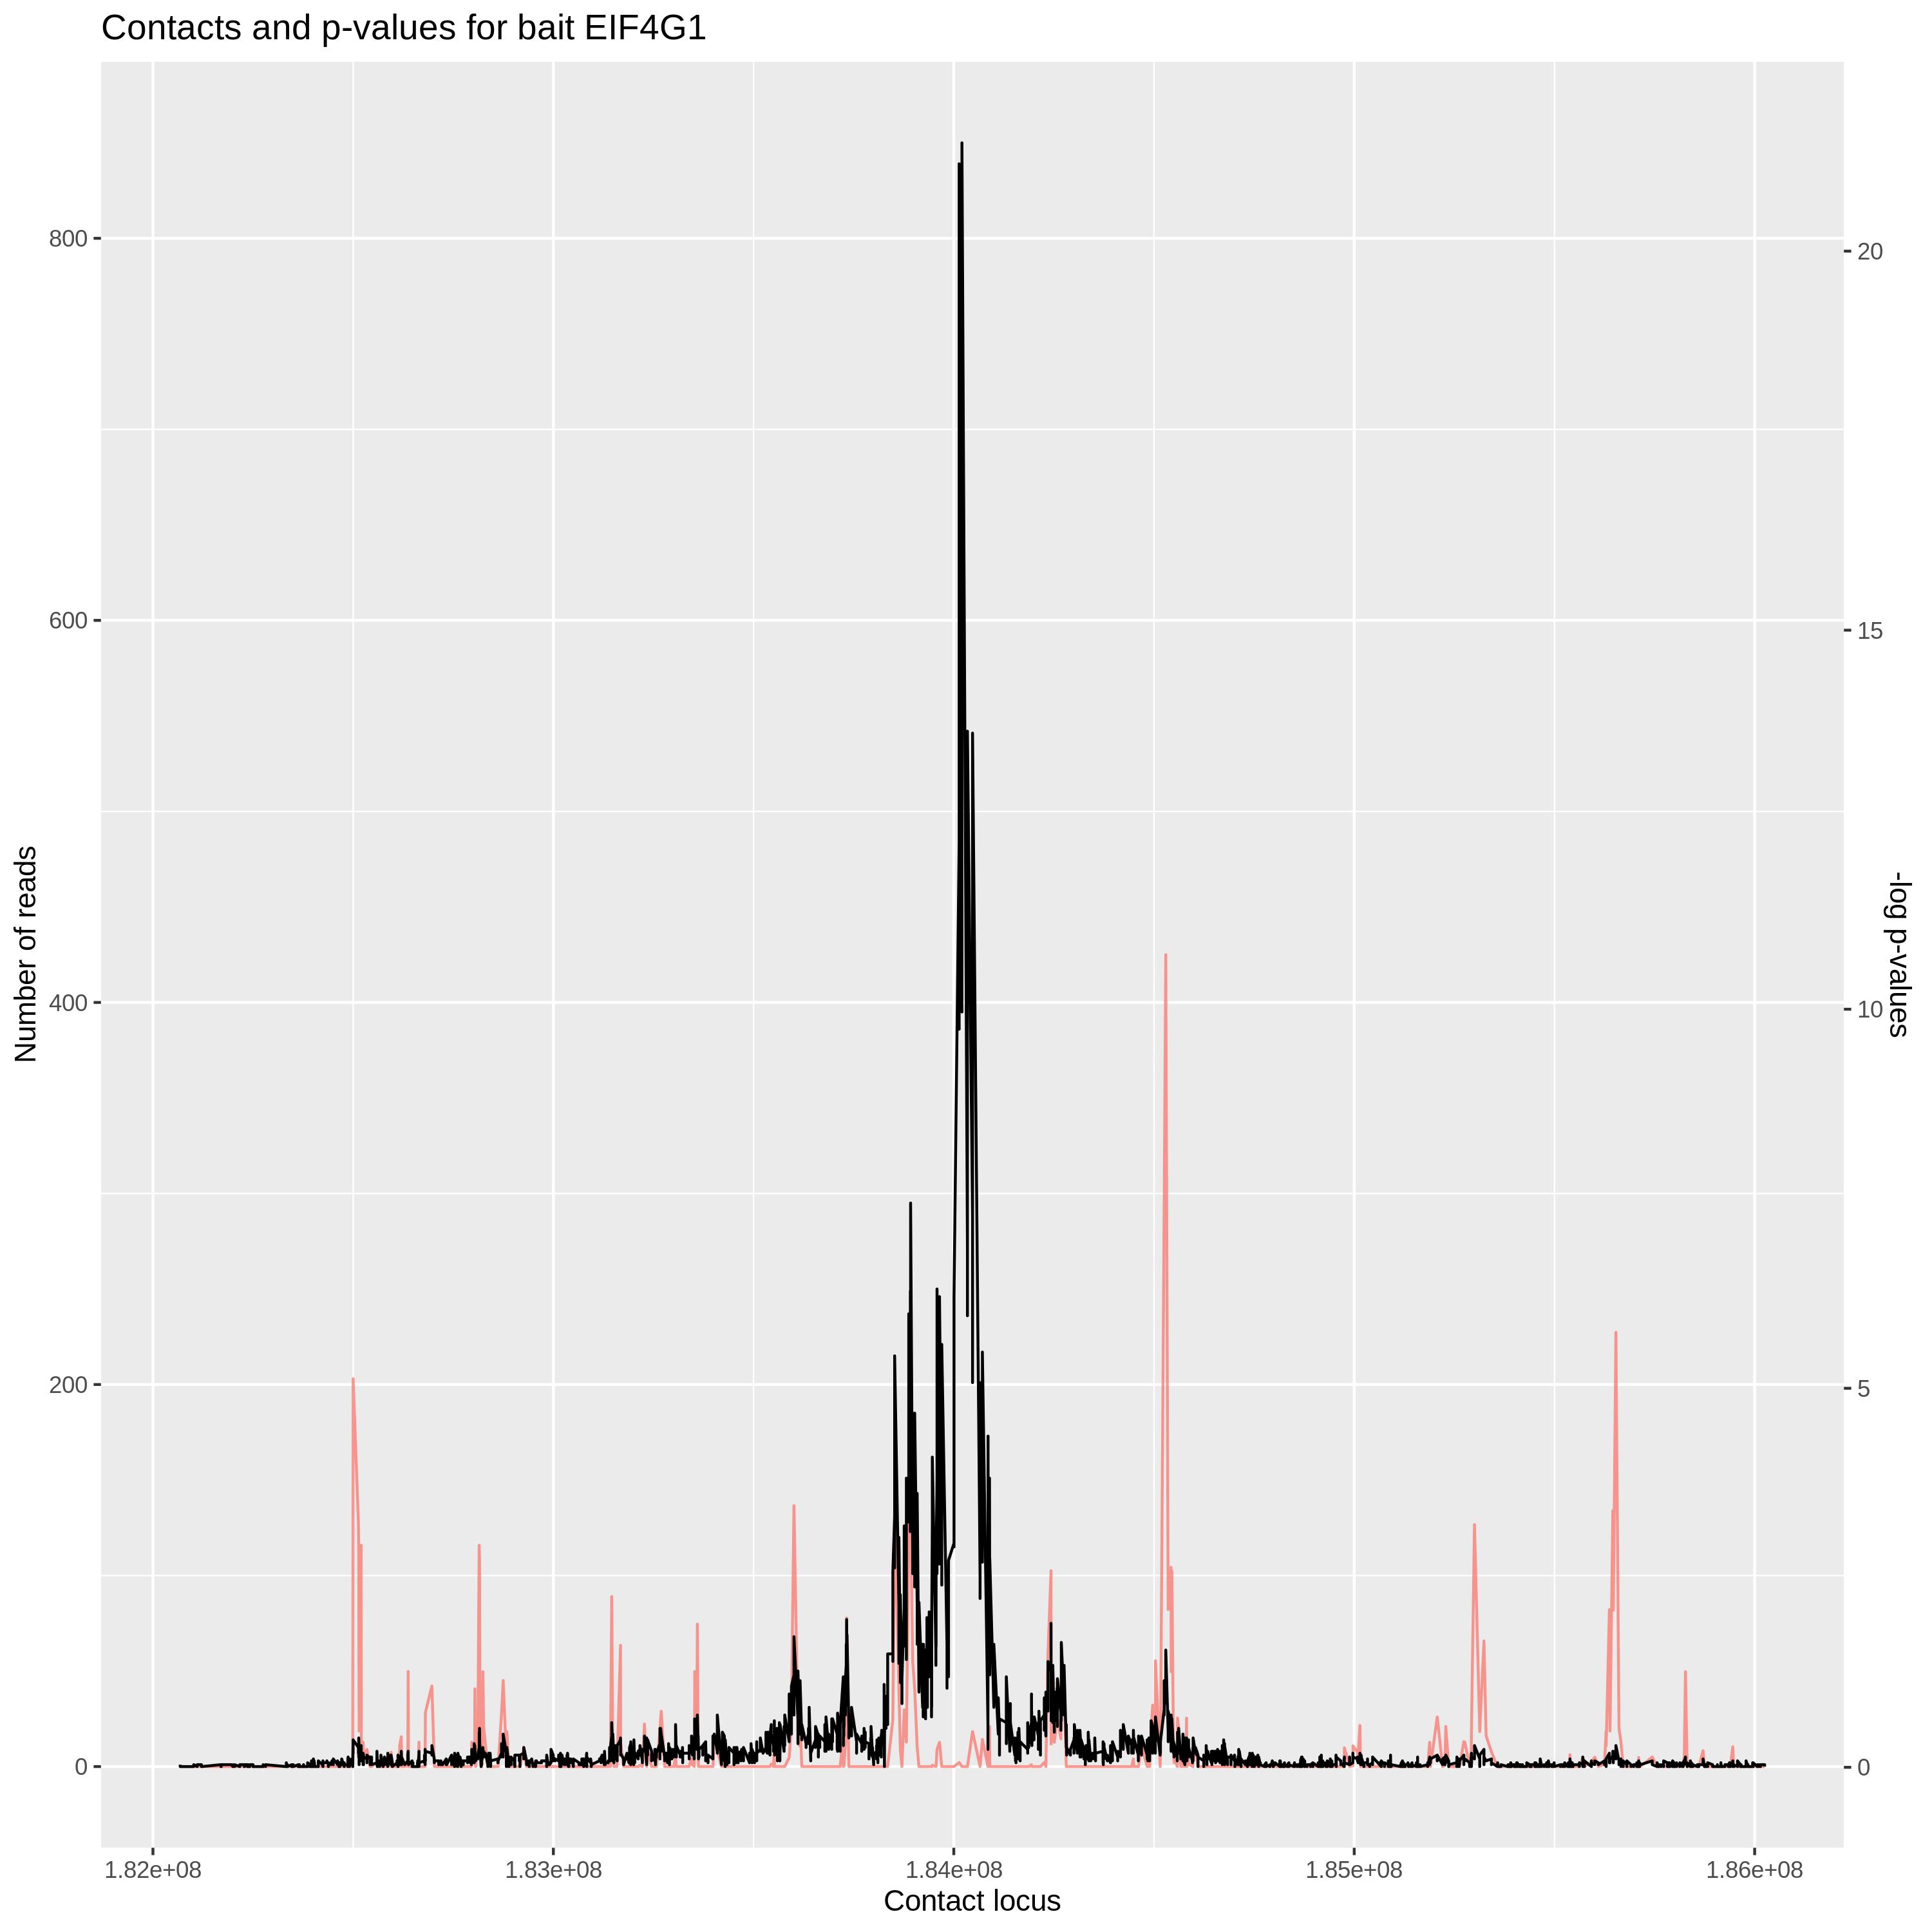 Contacts and p-values for bait EIF4G1
Number of reads
800
600
400
200
0
20
15
10
5
0
-log p-values
1.82e+08 1.83e+08 1.84e+08 1.85e+08 1.86e+08
Contact locus